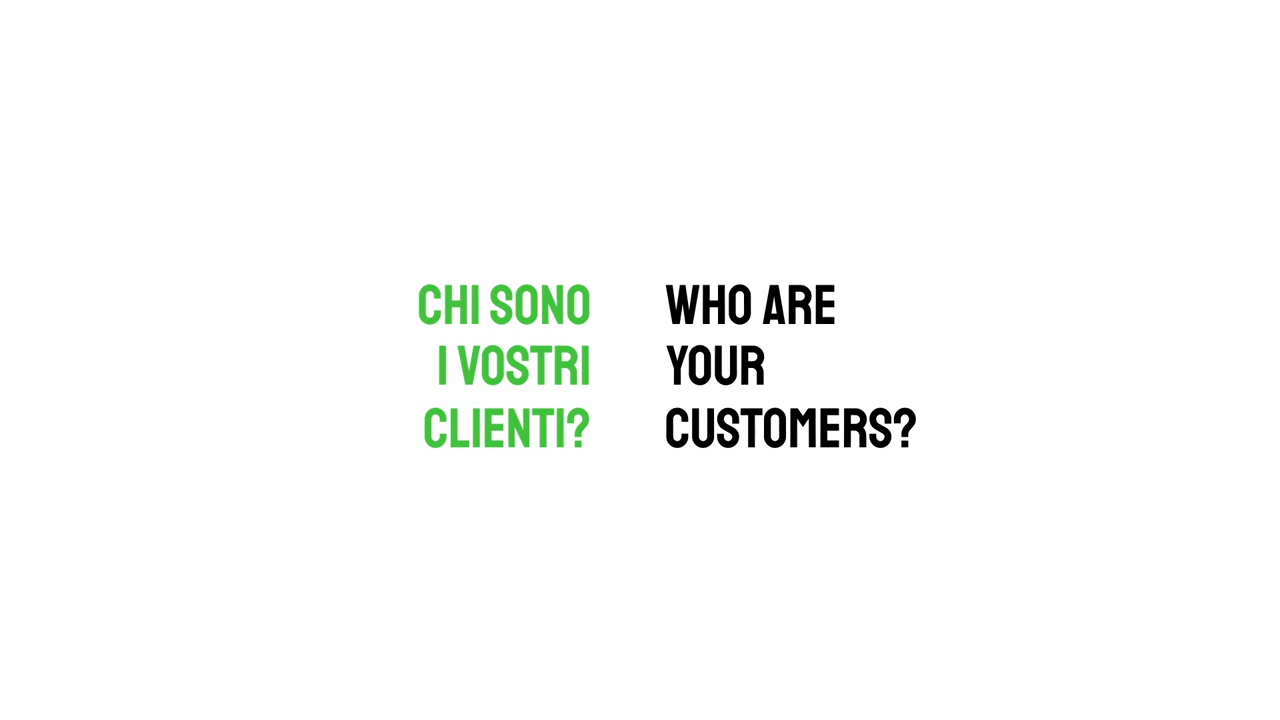 CHI SONO
I VOSTRI
CLIENTI?
WHO ARE
YOUR
CUSTOMERS?